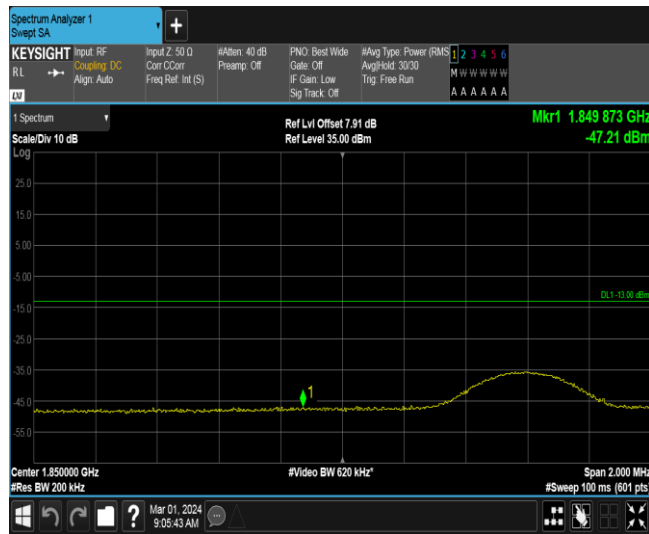 Spectrum Analyzer 1
Swept SA
KEYSIGHT
RL
LXI
Input: RF
Coupling: DC
Align: Auto
Input Z: 50 Ω
Corr CCorr
Freq Ref: Int (S)
#Atten: 40 dB
Preamp: Off
PNO: Best Wide
Gate: Off
IF Gain: Low
Sig Track: Off
#Avg Type: Power (RMS
Avg|Hold: 30/30
Trig: Free Run
1 2 3 4 5 6
M W W W W W
A A A A A A
1 Spectrum
Scale/Div 10 dB
Log
Ref Lvl Offset 7.91 dB
Ref Level 35.00 dBm
Mkr1 1.849 873 GHz
-47.21 dBm
25.0
15.0
5.00
-5.00
-15.0
-25.0
-35.0
-45.0
-55.0
DL1 -13.00 dBm
1
Center 1.850000 GHz
#Res BW 200 kHz
#Video BW 620 kHz*
Span 2.000 MHz
#Sweep 100 ms (601 pts
?
Mar 01, 2024
9:05:43 AM